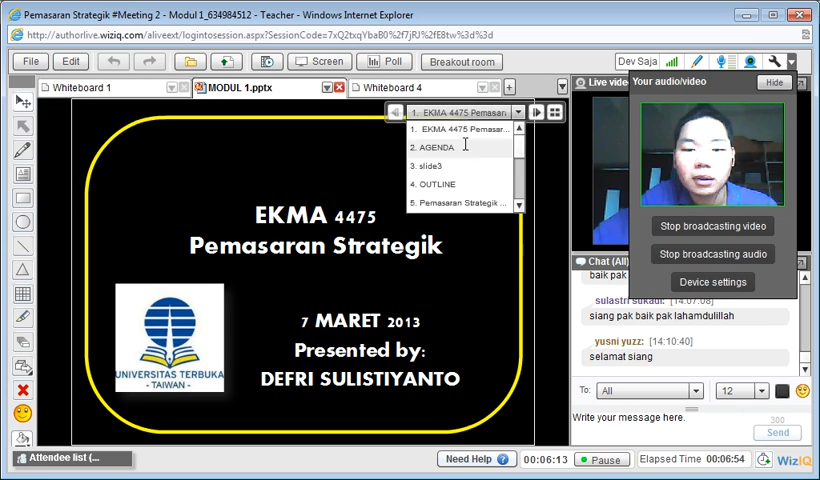 Pemasaran Strategik #Meeting 2 - Modul 1_634984512 - Teacher - Windows Internet Explorer
http://authorlive.wiziq.com/aliveext/logintosession.aspx?SessionCode=7xQ2txqYbaB0%2f7jRL%2fE8tw%3d%3d
File
Edit
Screen
Poll
Breakout room
Dev Saja
Whiteboard 1
MODUL 1.pptx
Whiteboard 4
Live video
Your audio/video
Hide
1. EKMA 4475 Pemasar
1. EKMA 4475 Pemasar...
2. AGENDA
3. slide3
4. OUTLINE
5. Pemasaran Strategik ...
EKMA 4475
Pemasaran Strategik
UNIVERSITAS TERBUKA
- TAIWAN -
7 MARET 2013
Presented by:
DEFRI SULISTIYANTO
Stop broadcasting video
Stop broadcasting audio
Device settings
Chat (All)
baik pak
sulastri sukadi: [14:07:08]
siang pak baik pak lahamdulillah
yusni yuzz: [14:10:40]
selamat siang
To: All
12
Write your message here.
300
Send
Attendee list (...
Need Help ?
00:06:13
Pause
Elapsed Time 00:06:54
WizIQ